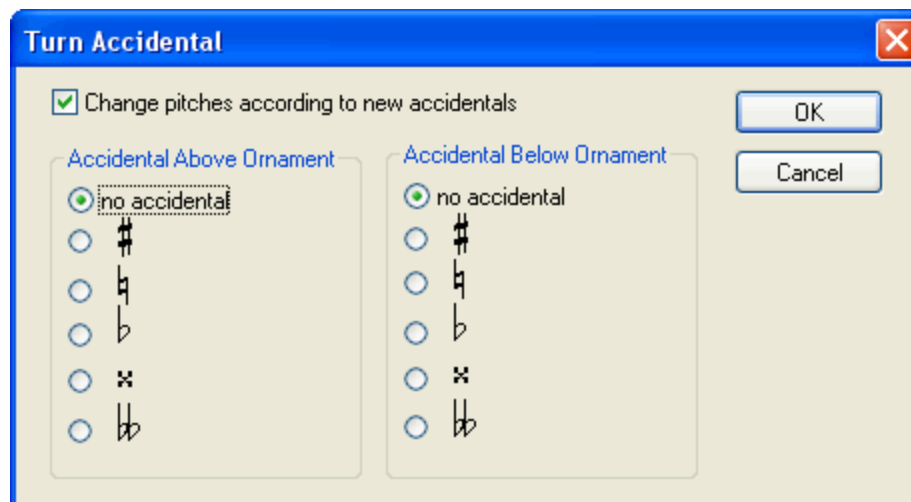 Turn Accidental
Change pitches according to new accidentals
OK
Cancel
Accidental Above Ornament
no accidental
♯
♮
♭
𝄪
𝄫
Accidental Below Ornament
no accidental
♯
♮
♭
𝄪
𝄫